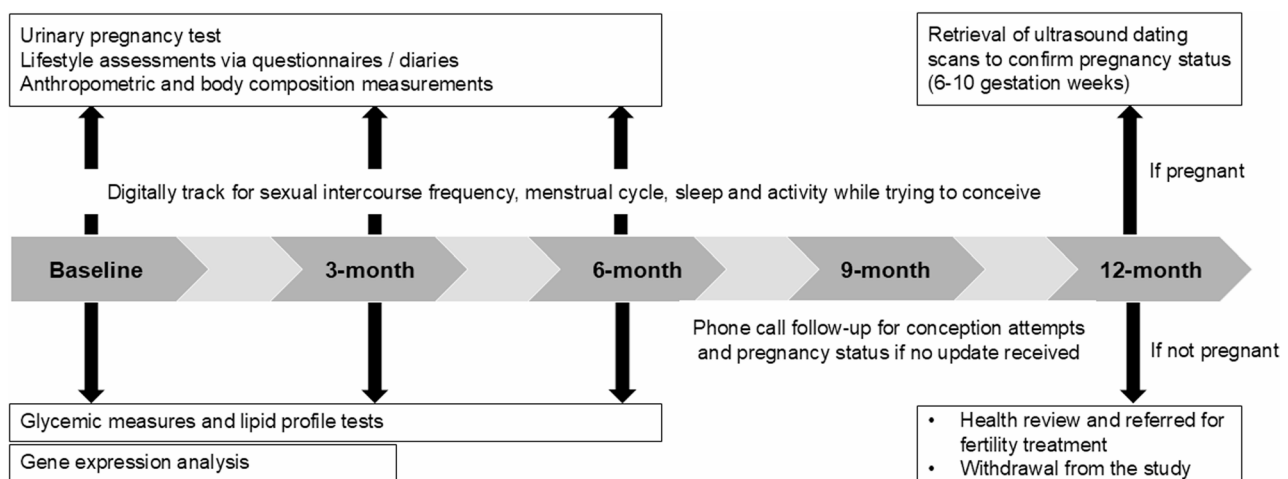 Urinary pregnancy test
Lifestyle assessments via questionnaires / diaries
Anthropometric and body composition measurements
Retrieval of ultrasound dating
scans to confirm pregnancy status
(6-10 gestation weeks)
If pregnant
Digitally track for sexual intercourse frequency, menstrual cycle, sleep and activity while trying to conceive
Baseline
3-month
6-month
9-month
12-month
Phone call follow-up for conception attempts
and pregnancy status if no update received
If not pregnant
Glycemic measures and lipid profile tests
Gene expression analysis
• Health review and referred for
fertility treatment
• Withdrawal from the study